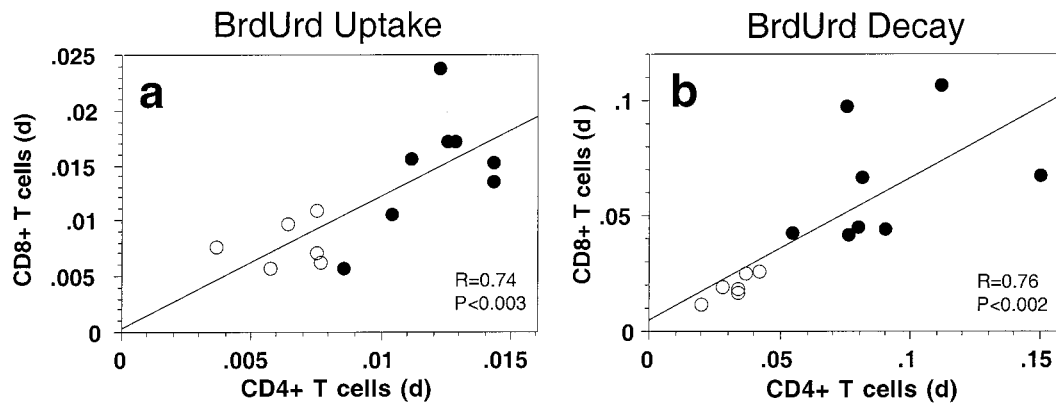 BrdUrd Uptake
a
CD8+ T cells (d)
.025
.02
.015
.01
.005
0
R=0.74
P<0.003
0
.005
.01
.015
CD4+ T cells (d)
BrdUrd Decay
b
CD8+ T cells (d )
.1
.05
0
R=0.76
P<0.002
0
.05
.1
.15
CD4+ T cells (d)